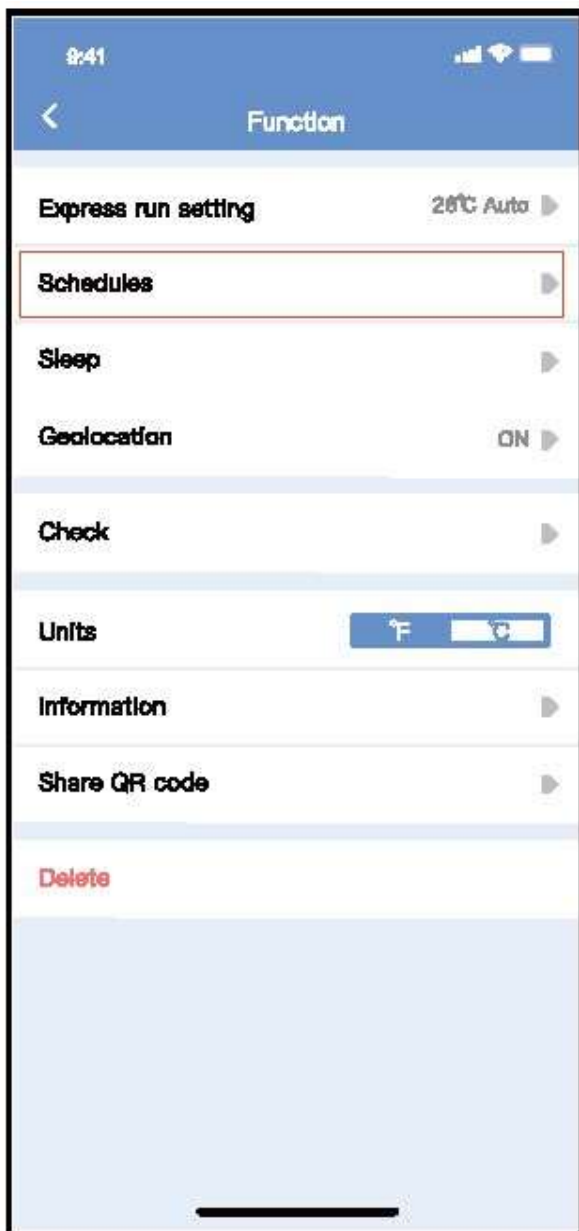 9:41
Function
Express run setting 26°C Auto
Schedules
Sleep
Geolocation ON
Check
Units °F °C
Information
Share QR code
Delete